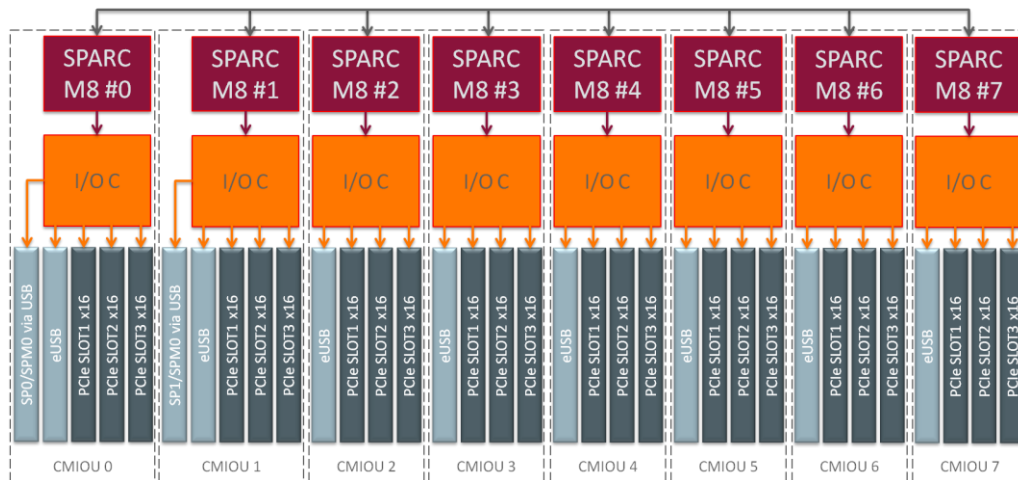 SPARC
M8 #0
SPARC
M8 #1
SPARC
M8 #2
SPARC
M8 #3
SPARC
M8 #4
SPARC
M8 #5
SPARC
M8 #6
SPARC
M8 #7
I/O C
I/O C
I/O C
I/O C
I/O C
I/O C
I/O C
I/O C
SP0/SPM0 via USB
eUSB
PCIe SLOT1 x16
PCIe SLOT2 x16
PCIe SLOT3 x16
SP1/SPM0 via USB
eUSB
PCIe SLOT1 x16
PCIe SLOT2 x16
PCIe SLOT3 x16
eUSB
PCIe SLOT1 x16
PCIe SLOT2 x16
PCIe SLOT3 x16
eUSB
PCIe SLOT1 x16
PCIe SLOT2 x16
PCIe SLOT3 x16
eUSB
PCIe SLOT1 x16
PCIe SLOT2 x16
PCIe SLOT3 x16
eUSB
PCIe SLOT1 x16
PCIe SLOT2 x16
PCIe SLOT3 x16
eUSB
PCIe SLOT1 x16
PCIe SLOT2 x16
PCIe SLOT3 x16
eUSB
PCIe SLOT1 x16
PCIe SLOT2 x16
PCIe SLOT3 x16
CMIOU 0
CMIOU 1
CMIOU 2
CMIOU 3
CMIOU 4
CMIOU 5
CMIOU 6
CMIOU 7